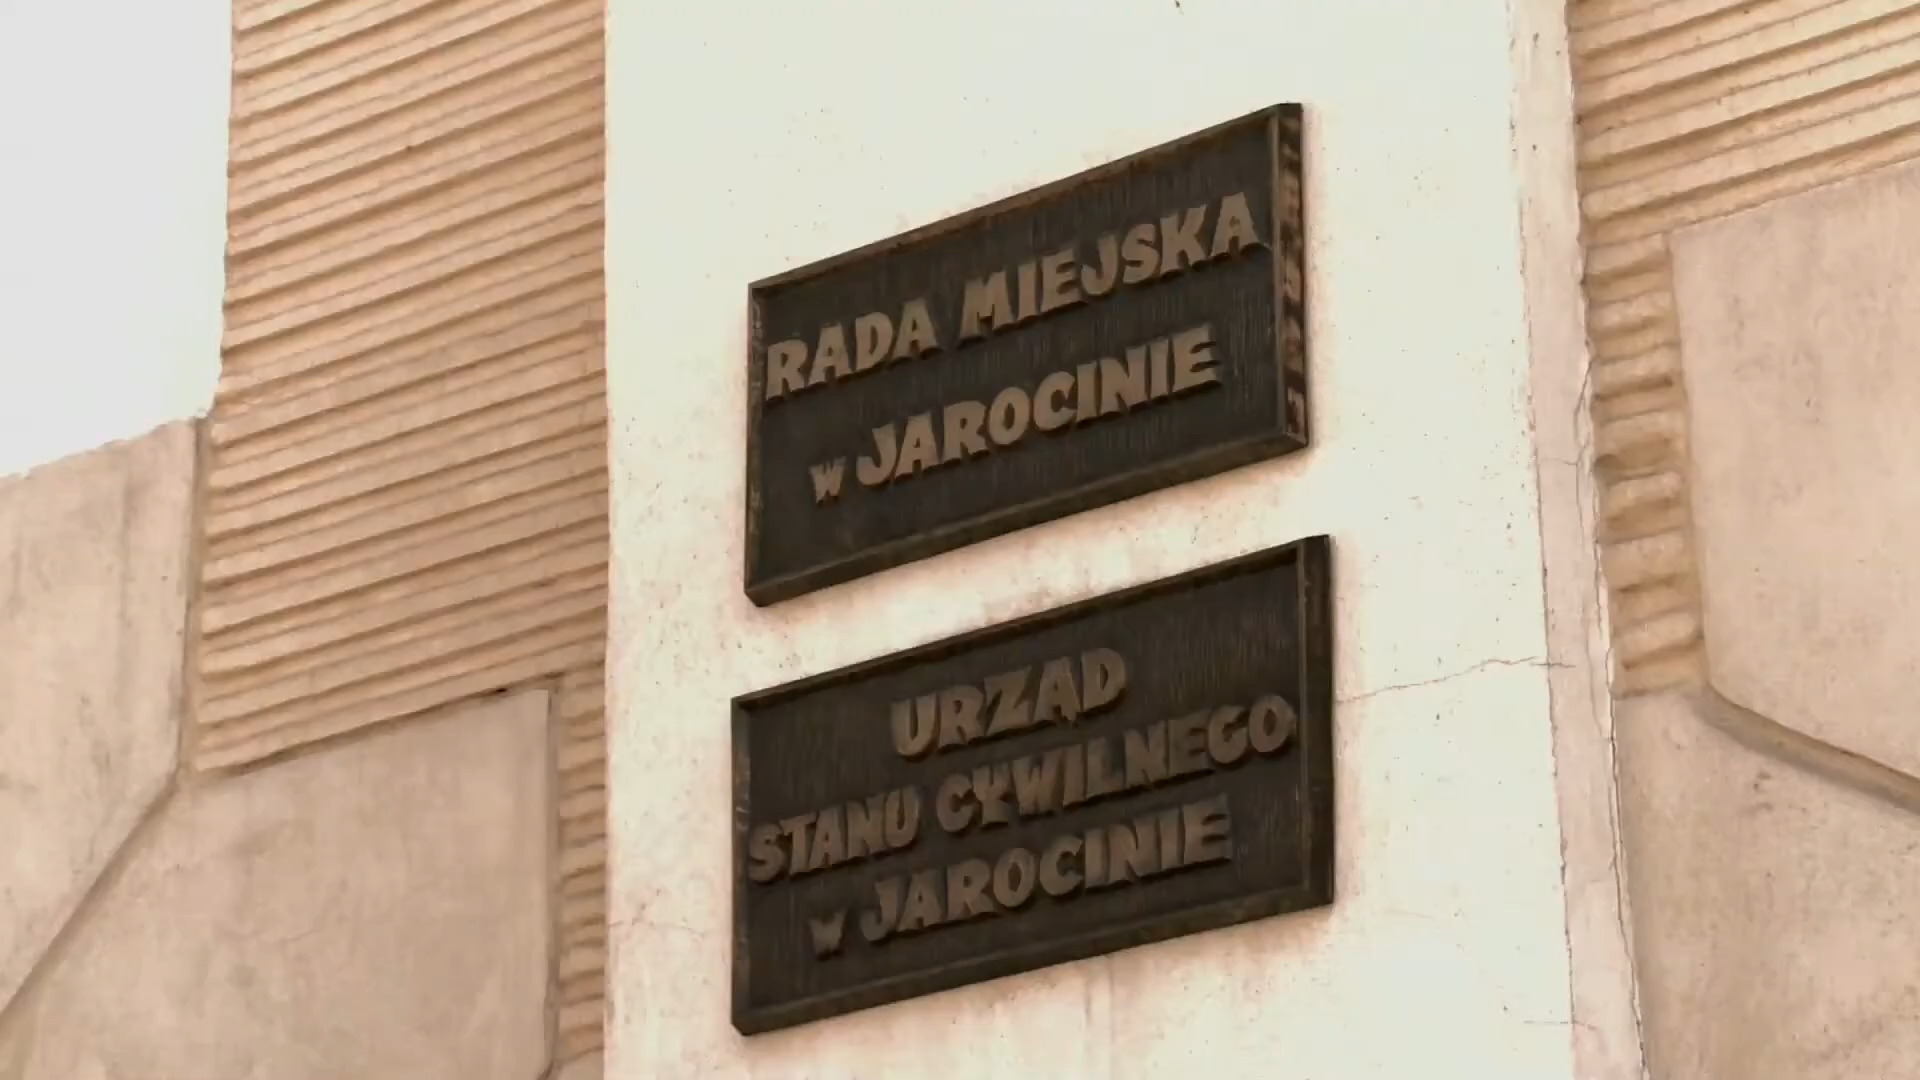 RADA MIEJSKA
W JAROCINIE
URZĄD
STANU CYWILNEGO
W JAROCINIE